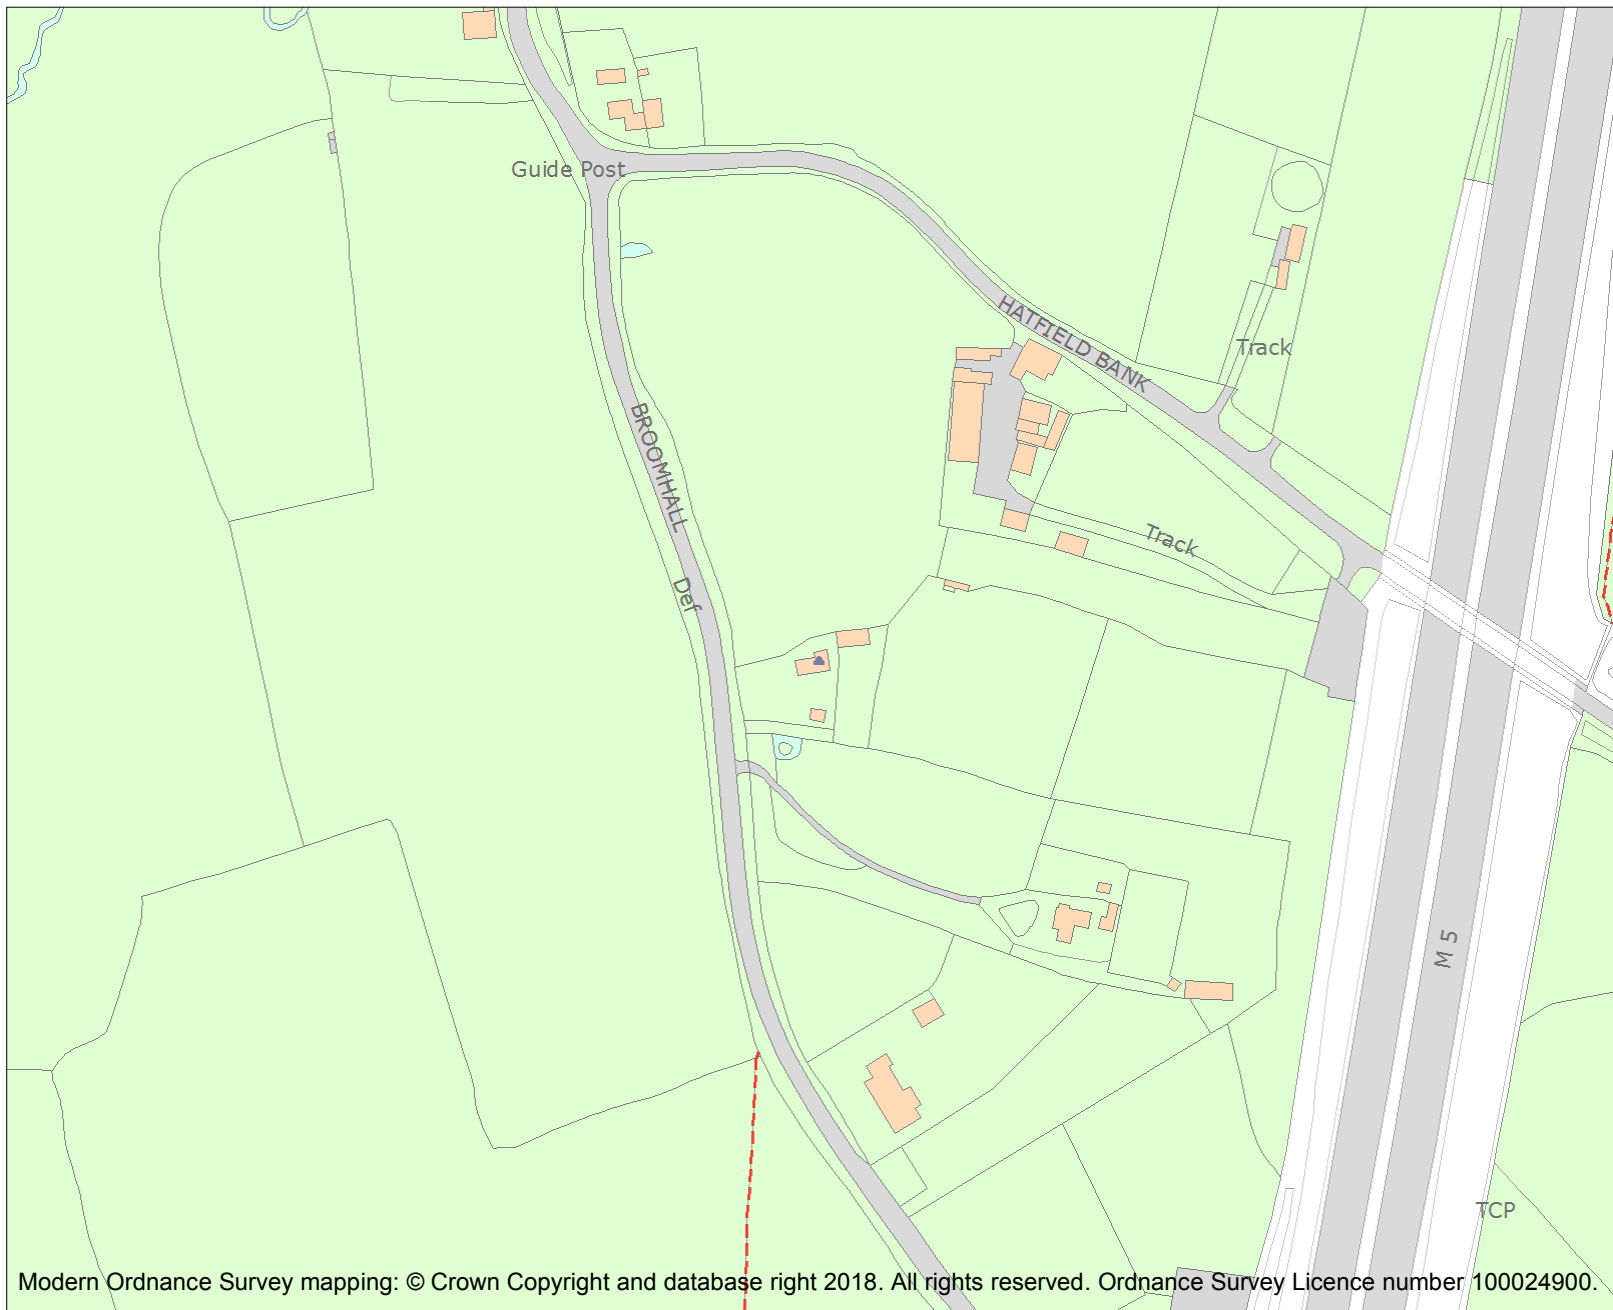 Guide Post
HATFIELD BANK
Track
BROOMHALL
Track
Def
M 5
TCP
Modern Ordnance Survey mapping: © Crown Copyright and database right 2018. All rights reserved. Ordnance Survey Licence number 100024900.